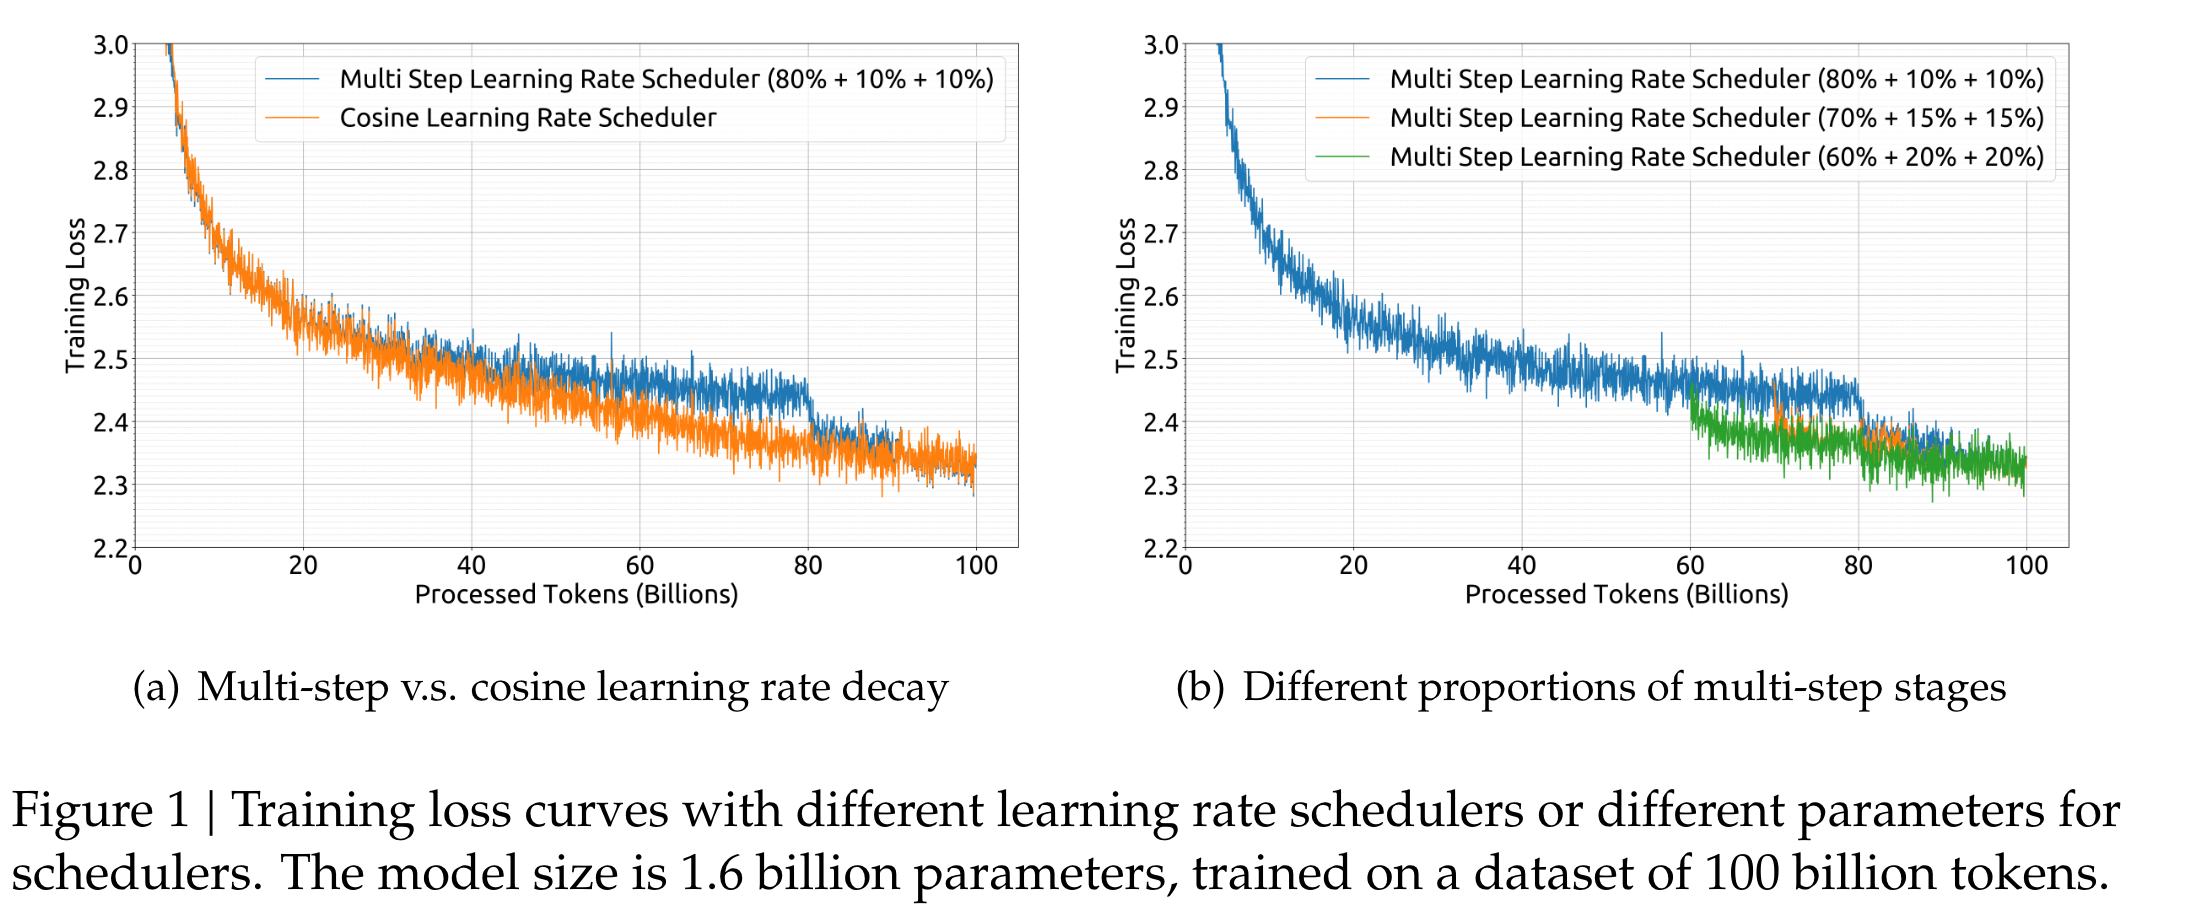 3.0
2.9
2.8
2.7
2.6
2.5
2.4
2.3
2.2
Training Loss
Multi Step Learning Rate Scheduler (80% + 10% + 10%)
Cosine Learning Rate Scheduler
0 20 40 60 80 100
Processed Tokens (Billions)
(a) Multi-step v.s. cosine learning rate decay
3.0
2.9
2.8
2.7
2.6
2.5
2.4
2.3
2.2
Training Loss
Multi Step Learning Rate Scheduler (80% + 10% + 10%)
Multi Step Learning Rate Scheduler (70% + 15% + 15%)
Multi Step Learning Rate Scheduler (60% + 20% + 20%)
0 20 40 60 80 100
Processed Tokens (Billions)
(b) Different proportions of multi-step stages
Figure 1 | Training loss curves with different learning rate schedulers or different parameters for
schedulers. The model size is 1.6 billion parameters, trained on a dataset of 100 billion tokens.